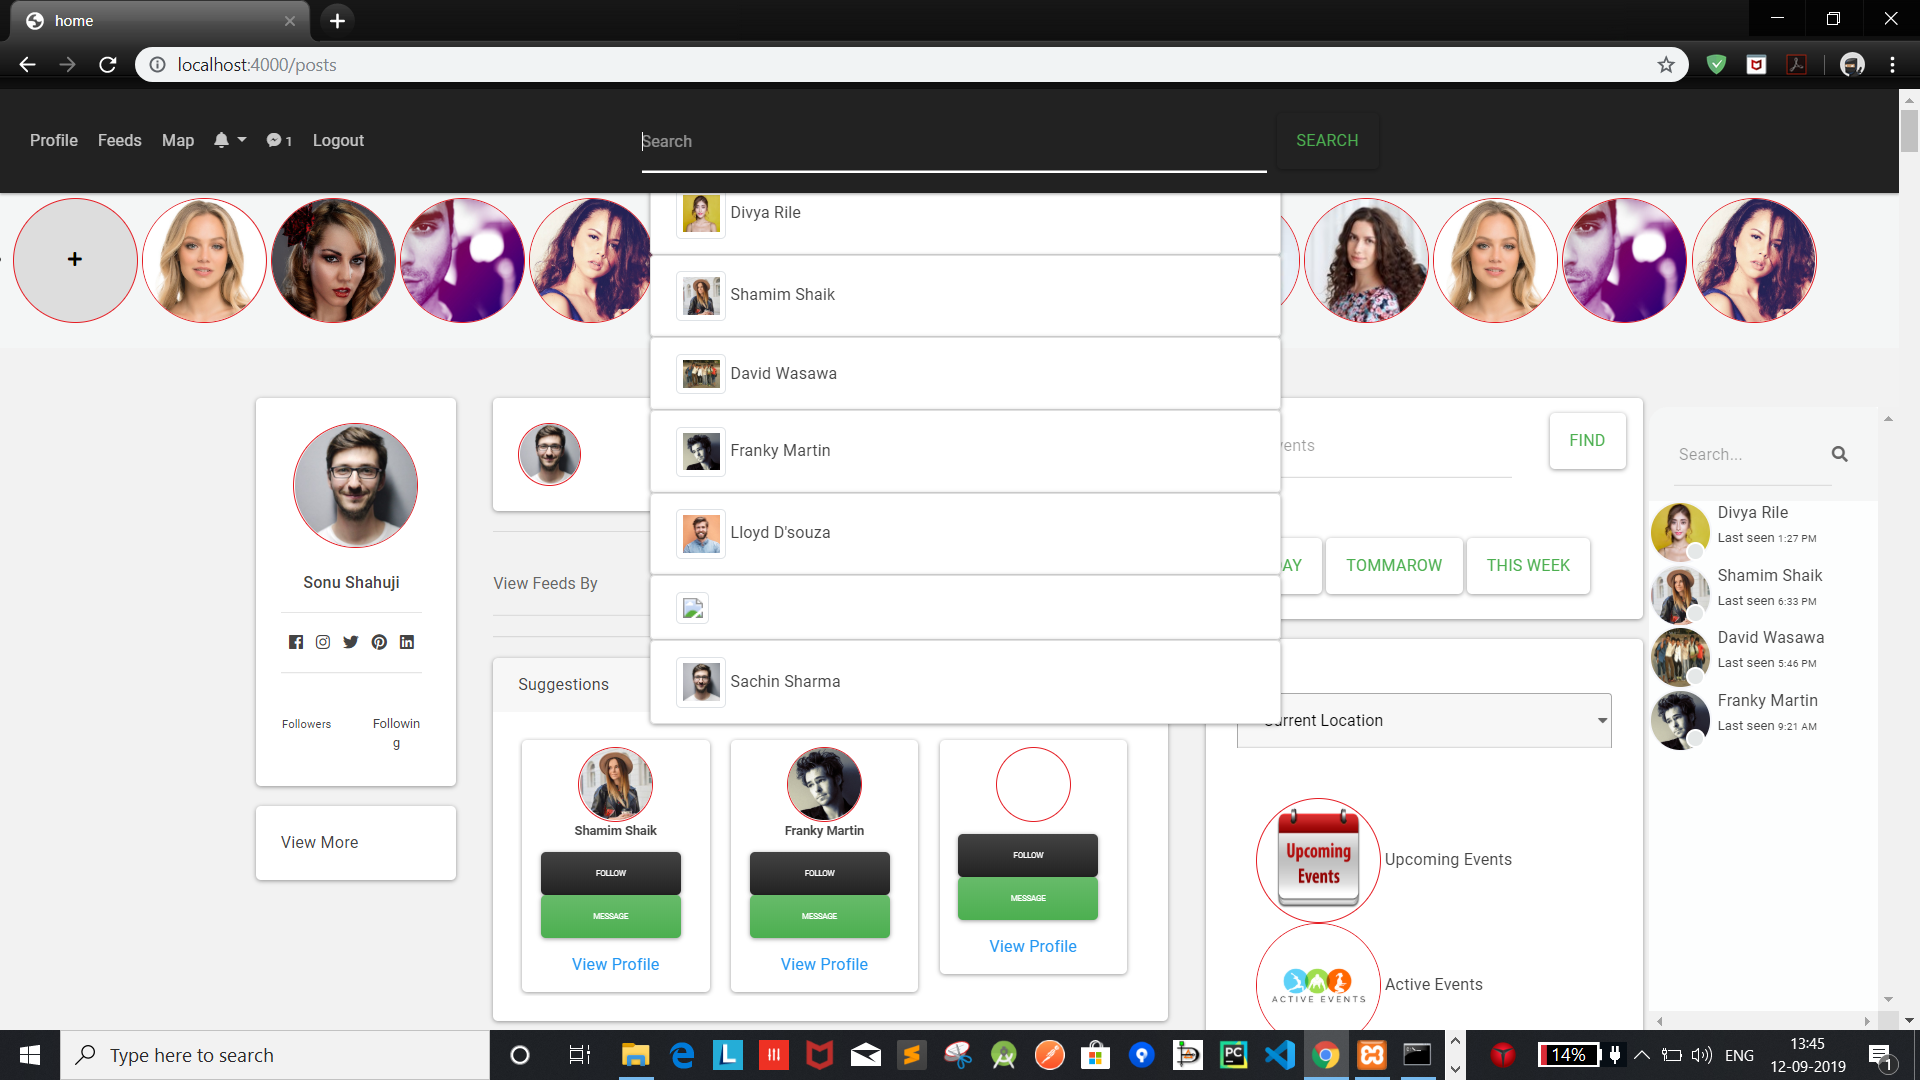 home
localhost:4000/posts
Profile Feeds Map 1 Logout
Search
SEARCH
Divya Rile
Shamim Shaik
David Wasawa
Franky Martin
Lloyd D'souza
Sachin Sharma
Sonu Shahuji
Followers
Followin
g
View More
View Feeds By
Suggestions
Shamim Shaik
FOLLOW
MESSAGE
View Profile
Franky Martin
FOLLOW
MESSAGE
View Profile
FOLLOW
MESSAGE
View Profile
FIND
TOMMAROW
THIS WEEK
Current Location
Upcoming
Events
Upcoming Events
ACTIVE EVENTS
Active Events
Search...
Divya Rile
Last seen 1:27 PM
Shamim Shaik
Last seen 6:33 PM
David Wasawa
Last seen 5:46 PM
Franky Martin
Last seen 9:21 AM
Type here to search
14%
ENG
13:45
12-09-2019
1